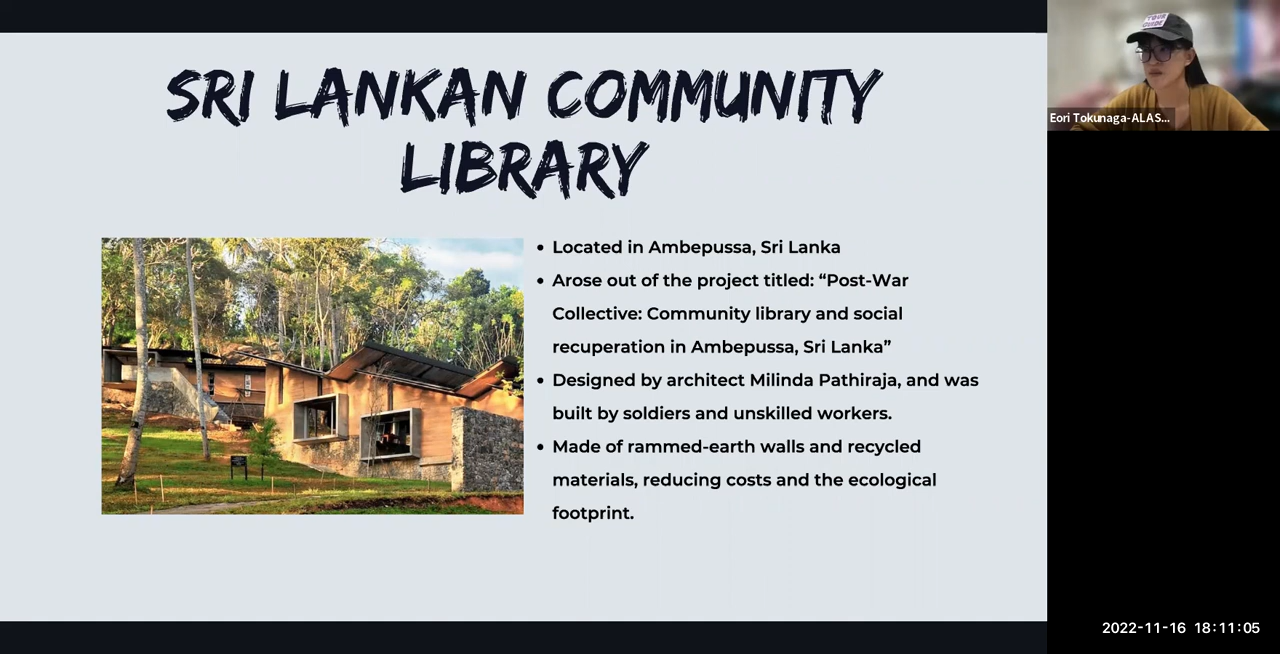 SRI LANKAN COMMUNITY
LIBRARY
• Located in Ambepussa, Sri Lanka
• Arose out of the project titled: “Post-War
Collective: Community library and social
recuperation in Ambepussa, Sri Lanka”
• Designed by architect Milinda Pathiraja, and was
built by soldiers and unskilled workers.
• Made of rammed-earth walls and recycled
materials, reducing costs and the ecological
footprint.
Eori Tokunaga-ALAS...
2022-11-16 18:11:05